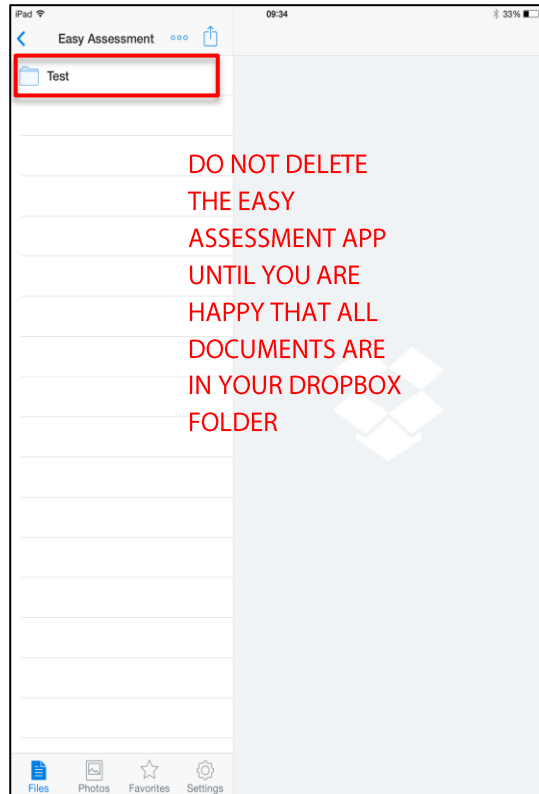 iPad 09:34 33%
Easy Assessment
Test
DO NOT DELETE
THE EASY
ASSESSMENT APP
UNTIL YOU ARE
HAPPY THAT ALL
DOCUMENTS ARE
IN YOUR DROPBOX
FOLDER
Files Photos Favorites Settings